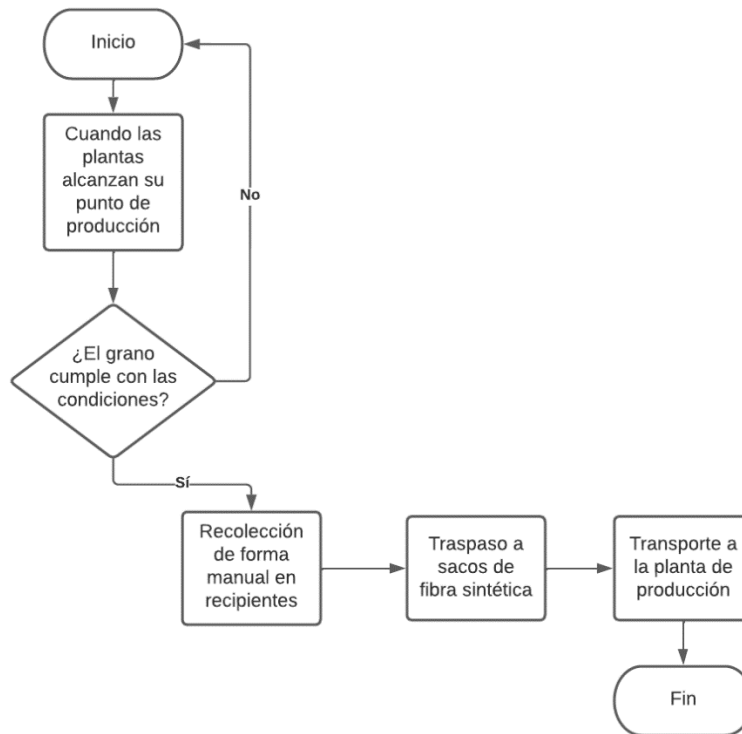 Inicio
Cuando las
plantas
alcanzan su
punto de
producción
No
¿El grano
cumple con las
condiciones?
Sí
Recolección
de forma
manual en
recipientes
Traspaso a
sacos de
fibra sintética
Transporte a
la planta de
producción
Fin